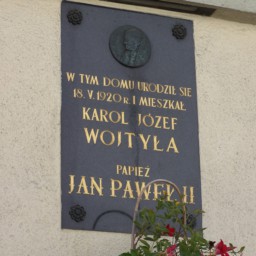 W TYM DOMU URODZIŁ SIĘ
18.V.1920 R. I MIESZKAŁ
KAROL JÓZEF
WOJTYŁA
PAPIEŻ
JAN PAWEŁ II